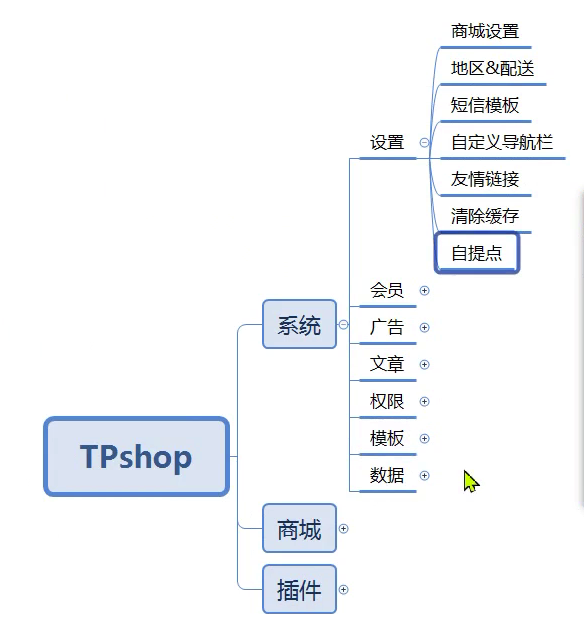 商城设置
地区&配送
短信模板
设置
自定义导航栏
友情链接
清除缓存
自提点
会员
系统
广告
文章
权限
模板
TPshop
数据
商城
插件